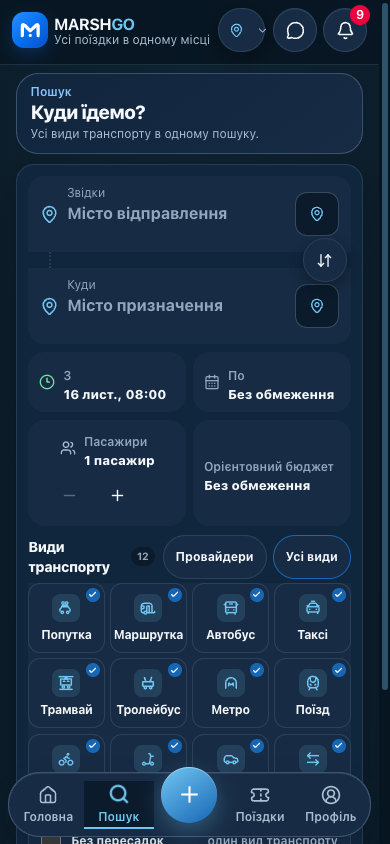 MARSHGO
Усі поїздки в одному місці
9
Пошук
Куди їдемо?
Усі види транспорту в одному пошуку.
Звідки
Місто відправлення
Куди
Місто призначення
З
16 лист., 08:00
По
Без обмеження
Пасажири
1 пасажир
Орієнтовний бюджет
Без обмеження
Види транспорту
12
Провайдери
Усі види
Попутка
Маршрутка
Автобус
Таксі
Трамвай
Тролейбус
Метро
Поїзд
Головна
Пошук
Поїздки
Профіль
Без пересадок
один вид транспорту